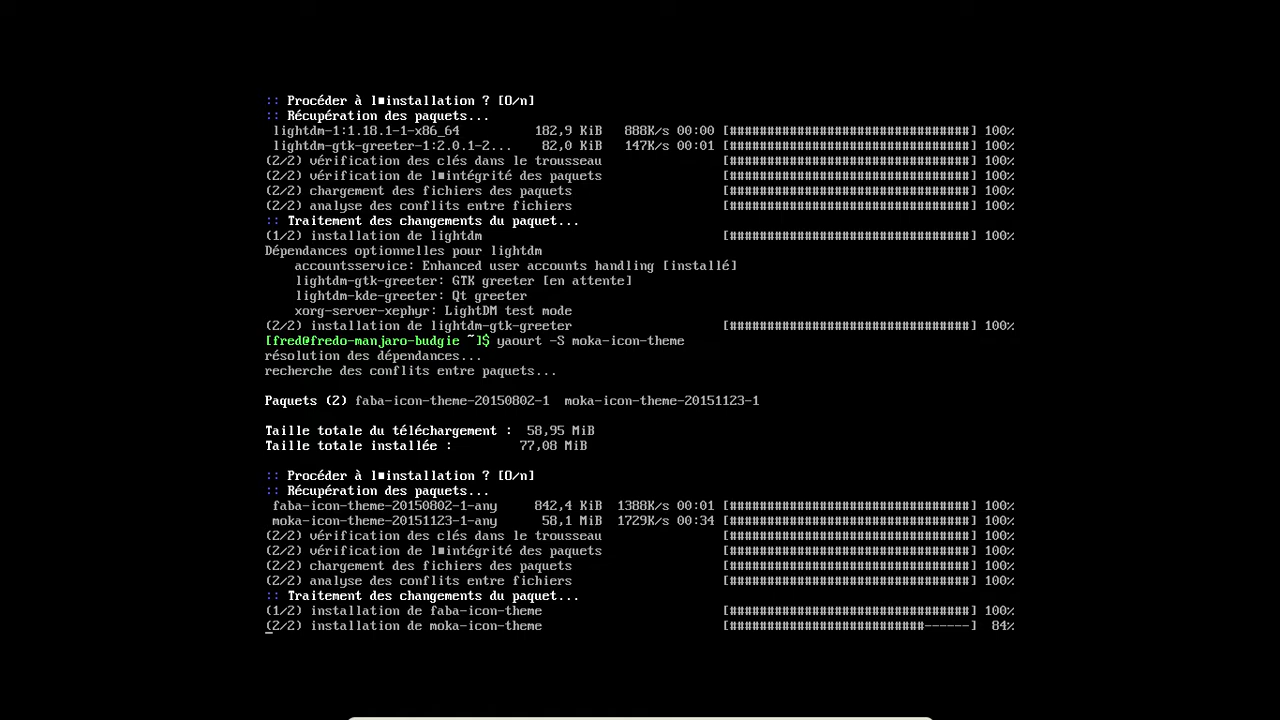 :: Procéder à l■installation ? [O/n]
:: Récupération des paquets...
lightdm-1:1.18.1-1-x86_64 182,9 KiB 888K/s 00:00 [################################] 100%
lightdm-gtk-greeter-1:2.0.1-2... 82,0 KiB 147K/s 00:01 [################################] 100%
(2/2) vérification des clés dans le trousseau [################################] 100%
(2/2) vérification de l■intégrité des paquets [################################] 100%
(2/2) chargement des fichiers des paquets [################################] 100%
(2/2) analyse des conflits entre fichiers [################################] 100%
:: Traitement des changements du paquet...
(1/2) installation de lightdm [################################] 100%
Dépendances optionnelles pour lightdm
accountsservice: Enhanced user accounts handling [installé]
lightdm-gtk-greeter: GTK greeter [en attente]
lightdm-kde-greeter: Qt greeter
xorg-server-xephyr: LightDM test mode
(2/2) installation de lightdm-gtk-greeter [################################] 100%
[fred@fredo-manjaro-budgie ~]$ yaourt -S moka-icon-theme
résolution des dépendances...
recherche des conflits entre paquets...
Paquets (2) faba-icon-theme-20150802-1 moka-icon-theme-20151123-1
Taille totale du téléchargement : 58,95 MiB
Taille totale installée : 77,08 MiB
:: Procéder à l■installation ? [O/n]
:: Récupération des paquets...
faba-icon-theme-20150802-1-any 842,4 KiB 1388K/s 00:01 [################################] 100%
moka-icon-theme-20151123-1-any 58,1 MiB 1729K/s 00:34 [################################] 100%
(2/2) vérification des clés dans le trousseau [################################] 100%
(2/2) vérification de l■intégrité des paquets [################################] 100%
(2/2) chargement des fichiers des paquets [################################] 100%
(2/2) analyse des conflits entre fichiers [################################] 100%
:: Traitement des changements du paquet...
(1/2) installation de faba-icon-theme [################################] 100%
(2/2) installation de moka-icon-theme [##########################------] 84%